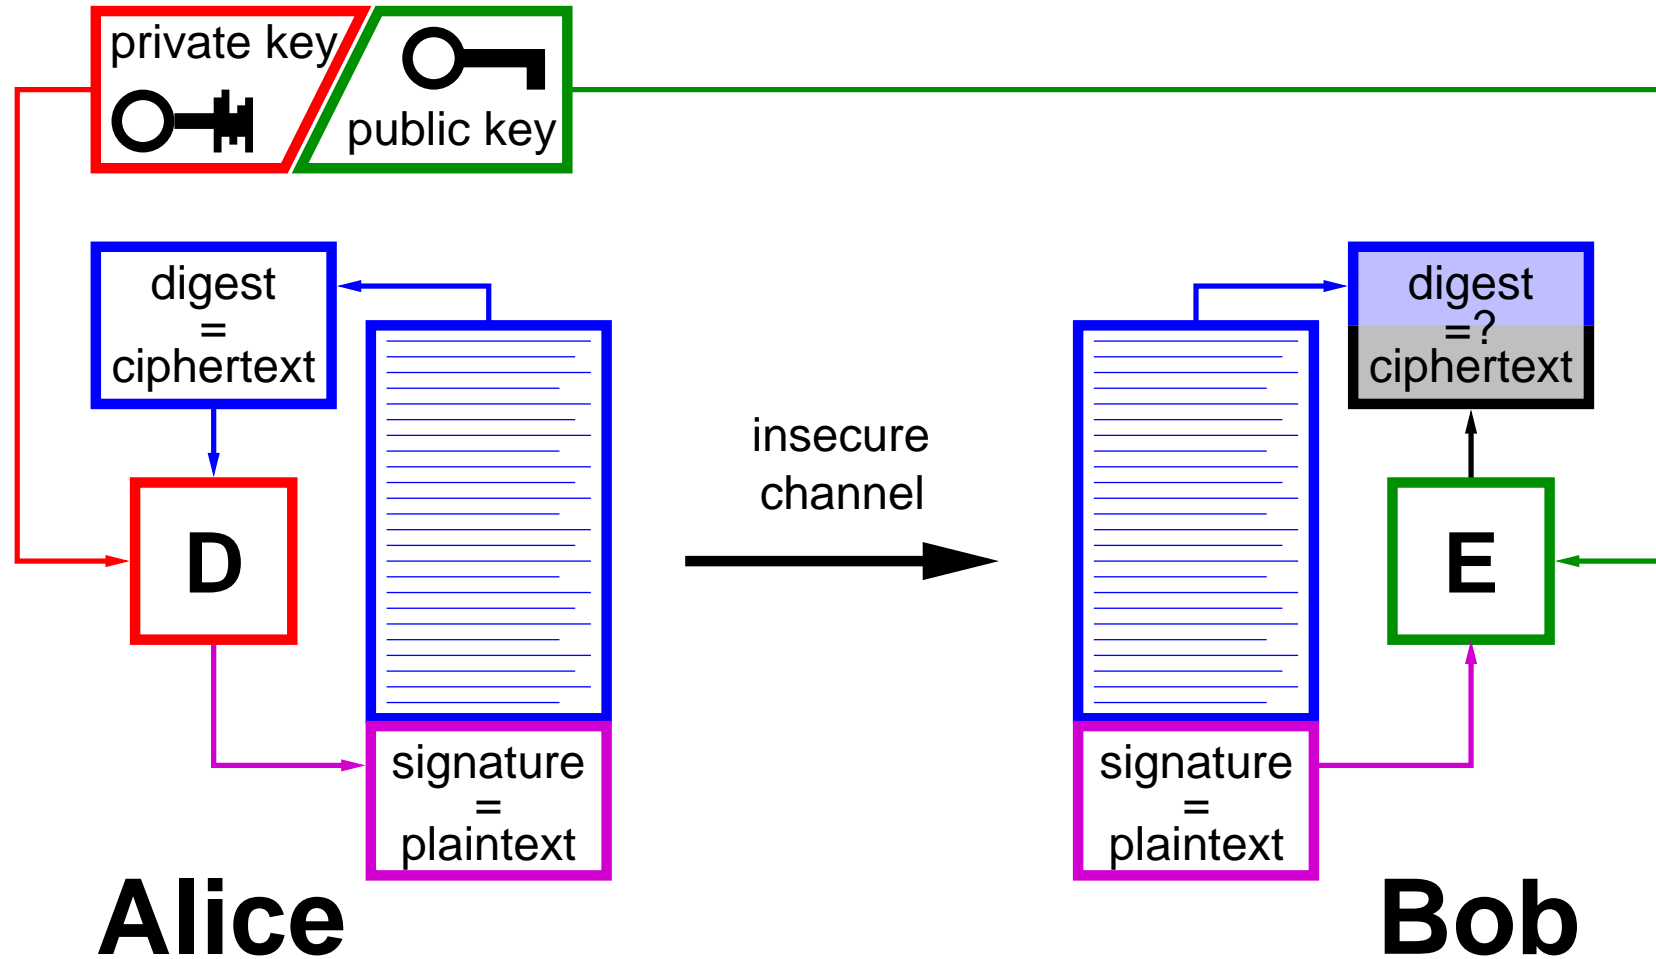 private key
public key
digest
=
ciphertext
D
signature
=
plaintext
Alice
insecure
channel
digest
=?
ciphertext
E
signature
=
plaintext
Bob